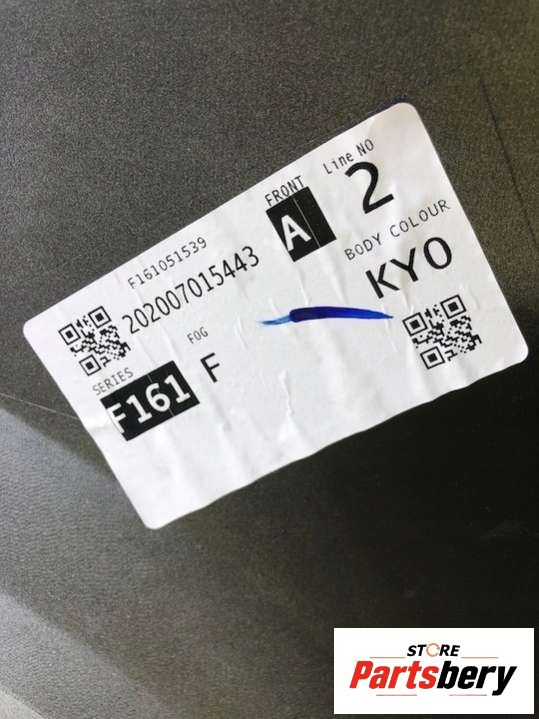 F161051539
202007015443
FRONT
A
Line NO
2
BODY COLOUR
KYO
SERIES
F161
FOG
F
STORE
Partsbery